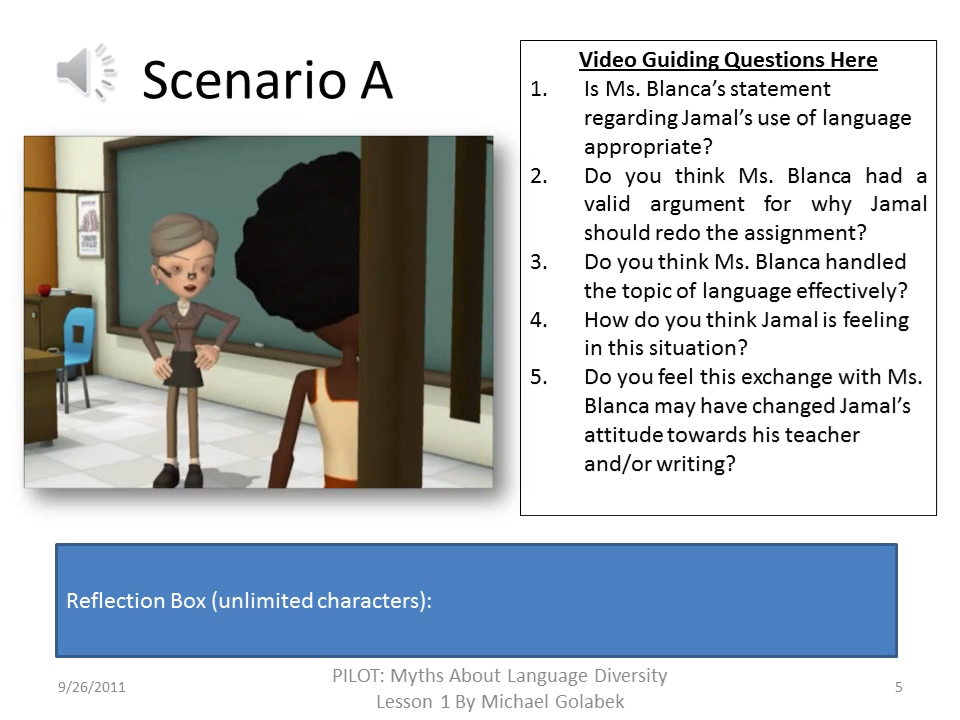 Scenario A
Video Guiding Questions Here
1. Is Ms. Blanca’s statement
regarding Jamal’s use of language
appropriate?
2. Do you think Ms. Blanca had a
valid argument for why Jamal
should redo the assignment?
3. Do you think Ms. Blanca handled
the topic of language effectively?
4. How do you think Jamal is feeling
in this situation?
5. Do you feel this exchange with Ms.
Blanca may have changed Jamal’s
attitude towards his teacher
and/or writing?
Reflection Box (unlimited characters):
9/26/2011
PILOT: Myths About Language Diversity
Lesson 1 By Michael Golabek
5